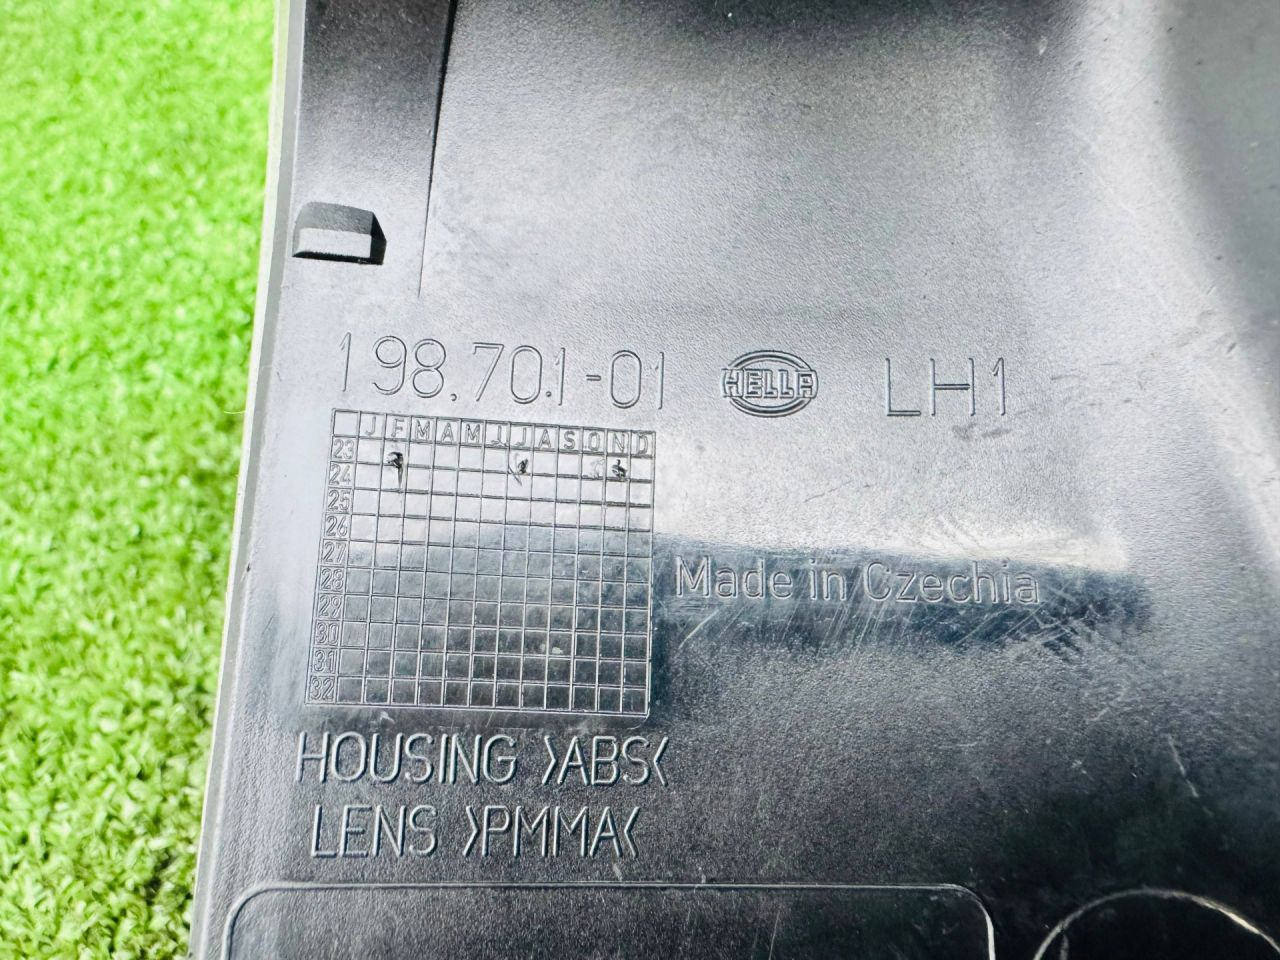 198.701-01 HELLA LH1
J F M A M J J A S O N D
23
24
25
26
27
28
29
30
31
32
Made in Czechia
HOUSING >ABS<
LENS >PMMA<